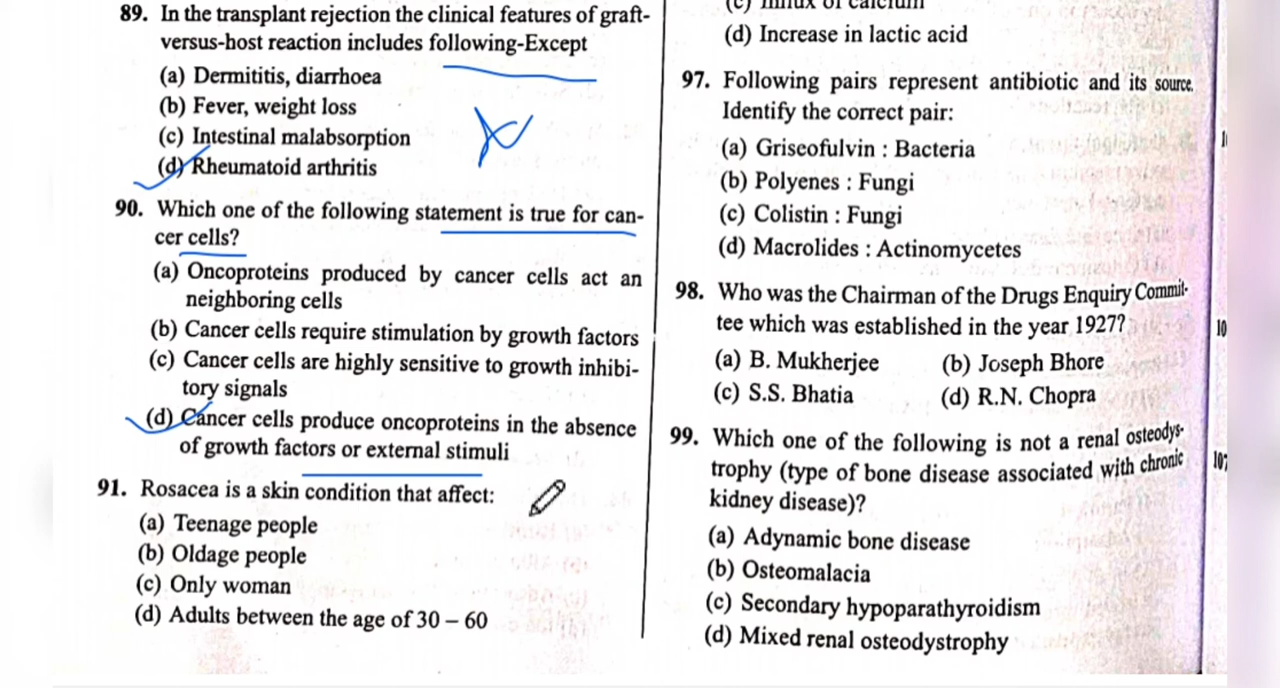 89. In the transplant rejection the clinical features of graft-
versus-host reaction includes following-Except
(a) Dermititis, diarrhoea
(b) Fever, weight loss
(c) Intestinal malabsorption
(d) Rheumatoid arthritis
90. Which one of the following statement is true for can-
cer cells?
(a) Oncoproteins produced by cancer cells act an
neighboring cells
(b) Cancer cells require stimulation by growth factors
(c) Cancer cells are highly sensitive to growth inhibi-
tory signals
(d) Cancer cells produce oncoproteins in the absence
of growth factors or external stimuli
91. Rosacea is a skin condition that affect:
(a) Teenage people
(b) Oldage people
(c) Only woman
(d) Adults between the age of 30 – 60
(c) Influx of calcium
(d) Increase in lactic acid
97. Following pairs represent antibiotic and its source.
Identify the correct pair:
(a) Griseofulvin : Bacteria
(b) Polyenes : Fungi
(c) Colistin : Fungi
(d) Macrolides : Actinomycetes
98. Who was the Chairman of the Drugs Enquiry Commit-
tee which was established in the year 1927?
(a) B. Mukherjee (b) Joseph Bhore
(c) S.S. Bhatia (d) R.N. Chopra
99. Which one of the following is not a renal osteodys-
trophy (type of bone disease associated with chronic
kidney disease)?
(a) Adynamic bone disease
(b) Osteomalacia
(c) Secondary hypoparathyroidism
(d) Mixed renal osteodystrophy
10
107